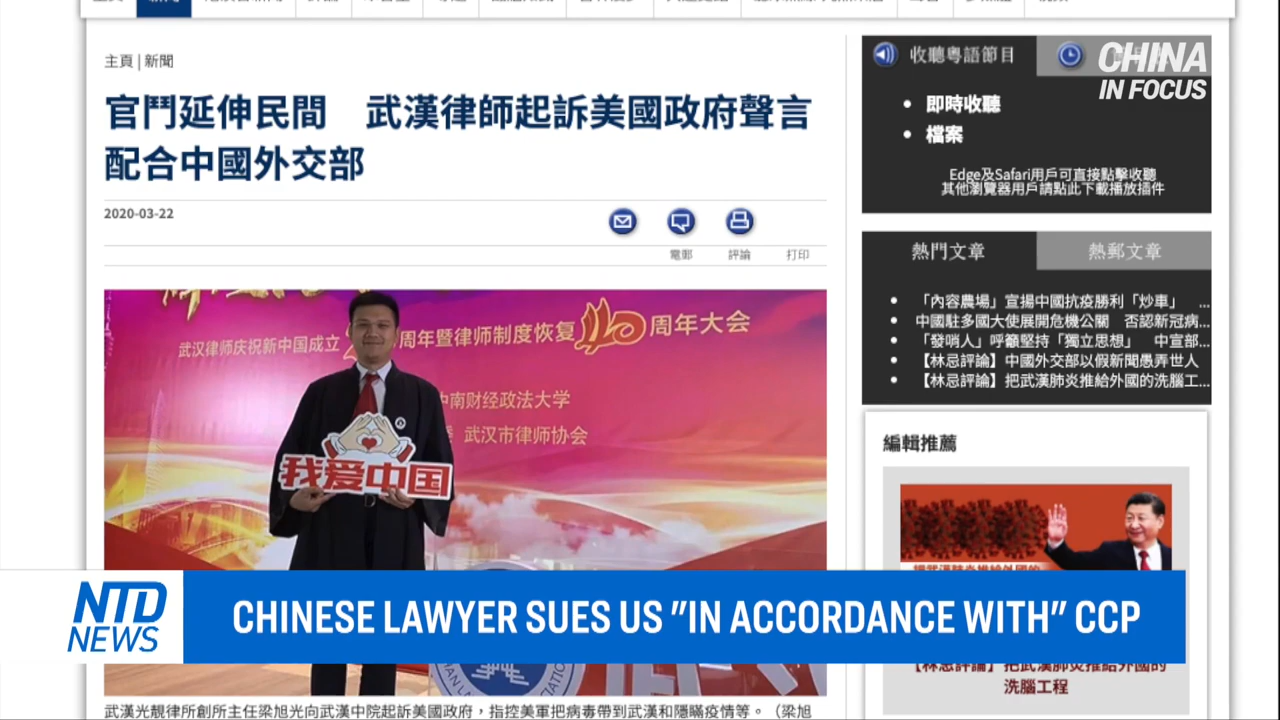 主頁 | 新聞
官鬥延伸民間　武漢律師起訴美國政府聲言
配合中國外交部
2020-03-22
電郵
評論
打印
武汉律师庆祝新中国成立
周年暨律师制度恢复40周年大会
中南财经政法大学
武汉市律师协会
我爱中国
武漢光靚律所創所主任梁旭光向武漢中院起訴美國政府，指控美軍把病毒帶到武漢和隱瞞疫情等。（梁旭
收聽粵語節目
CHINA
IN FOCUS
即時收聽
檔案
Edge及Safari用戶可直接點擊收聽
其他瀏覽器用戶請點此下載播放插件
熱門文章
熱郵文章
「內容農場」宣揚中國抗疫勝利「炒車」 ...
中國駐多國大使展開危機公關　否認新冠病...
「發哨人」呼籲堅持「獨立思想」　中宣部...
【林忌評論】中國外交部以假新聞愚弄世人
【林忌評論】把武漢肺炎推給外國的洗腦工...
編輯推薦
【林忌評論】把武漢肺炎推給外國的
洗腦工程
NTD
NEWS
CHINESE LAWYER SUES US "IN ACCORDANCE WITH" CCP